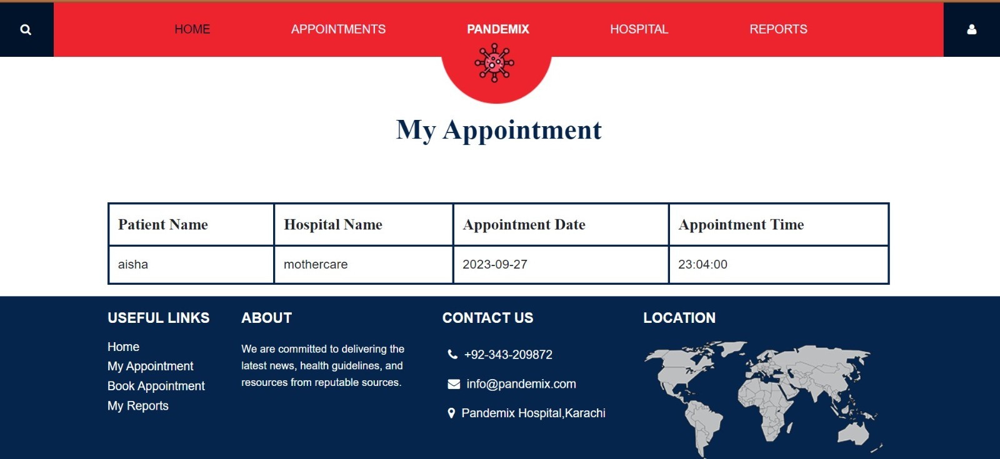 HOME APPOINTMENTS PANDEMIX HOSPITAL REPORTS
My Appointment
Patient Name Hospital Name Appointment Date Appointment Time
aisha mothercare 2023-09-27 23:04:00
USEFUL LINKS
Home
My Appointment
Book Appointment
My Reports
ABOUT
We are committed to delivering the
latest news, health guidelines, and
resources from reputable sources.
CONTACT US
+92-343-209872
info@pandemix.com
Pandemix Hospital,Karachi
LOCATION